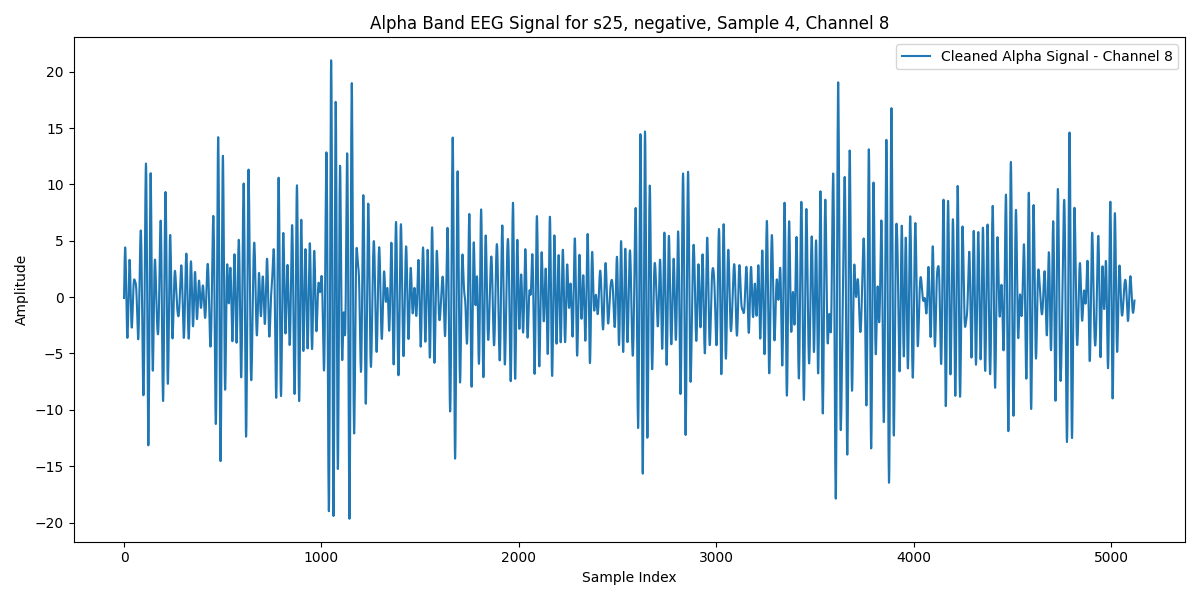 Alpha Band EEG Signal for s25, negative, Sample 4, Channel 8
Cleaned Alpha Signal - Channel 8
Amplitude
20
15
10
5
0
−5
−10
−15
−20
0 1000 2000 3000 4000 5000
Sample Index